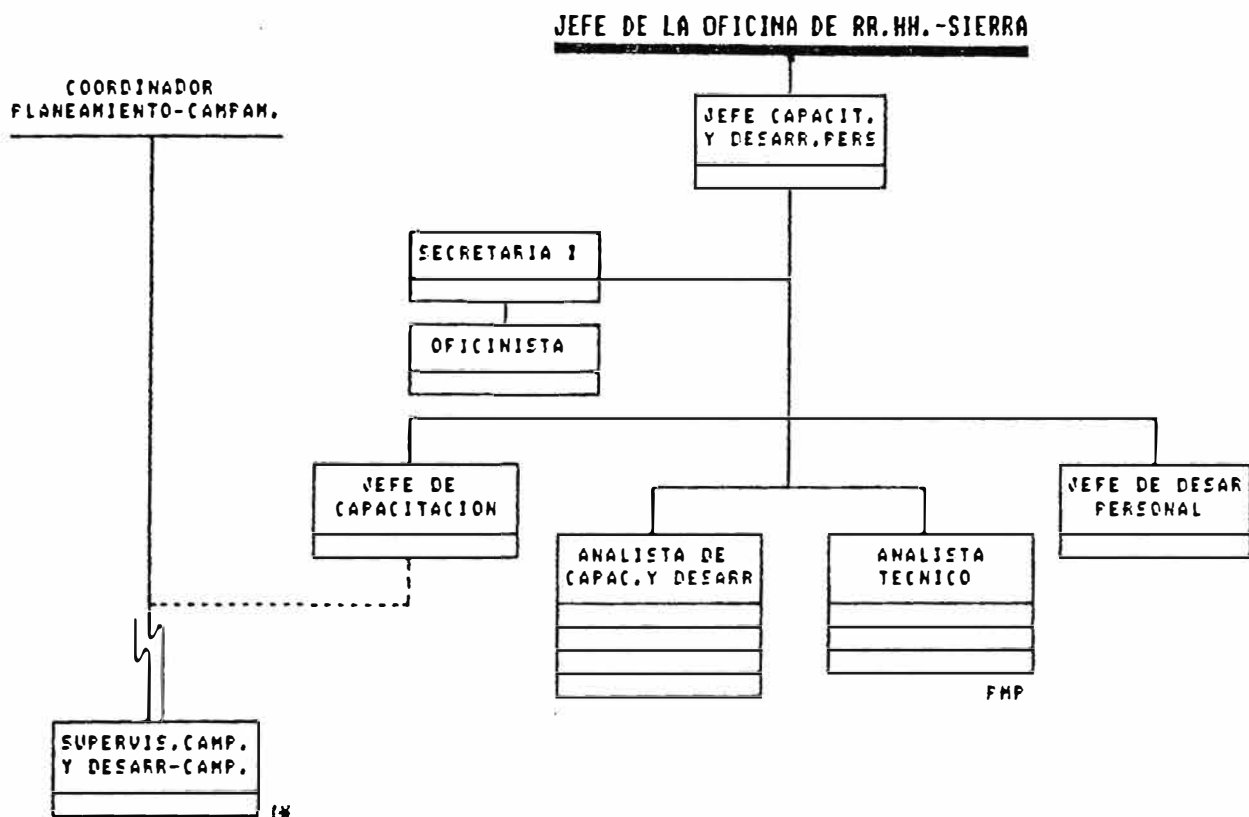 JEFE DE LA OFICINA DE RR.HH.-SIERRA
COORDINADOR
PLANEAMIENTO-CAMPAM.
JEFE CAPACIT.
Y DESARR.PERS
SECRETARIA I
OFICINISTA
JEFE DE
CAPACITACION
JEFE DE DESAR
PERSONAL
ANALISTA DE
CAPAC.Y DESARR
ANALISTA
TECNICO
FMP
SUPERVIS.CAMP.
Y DESARR-CAMP.
(*